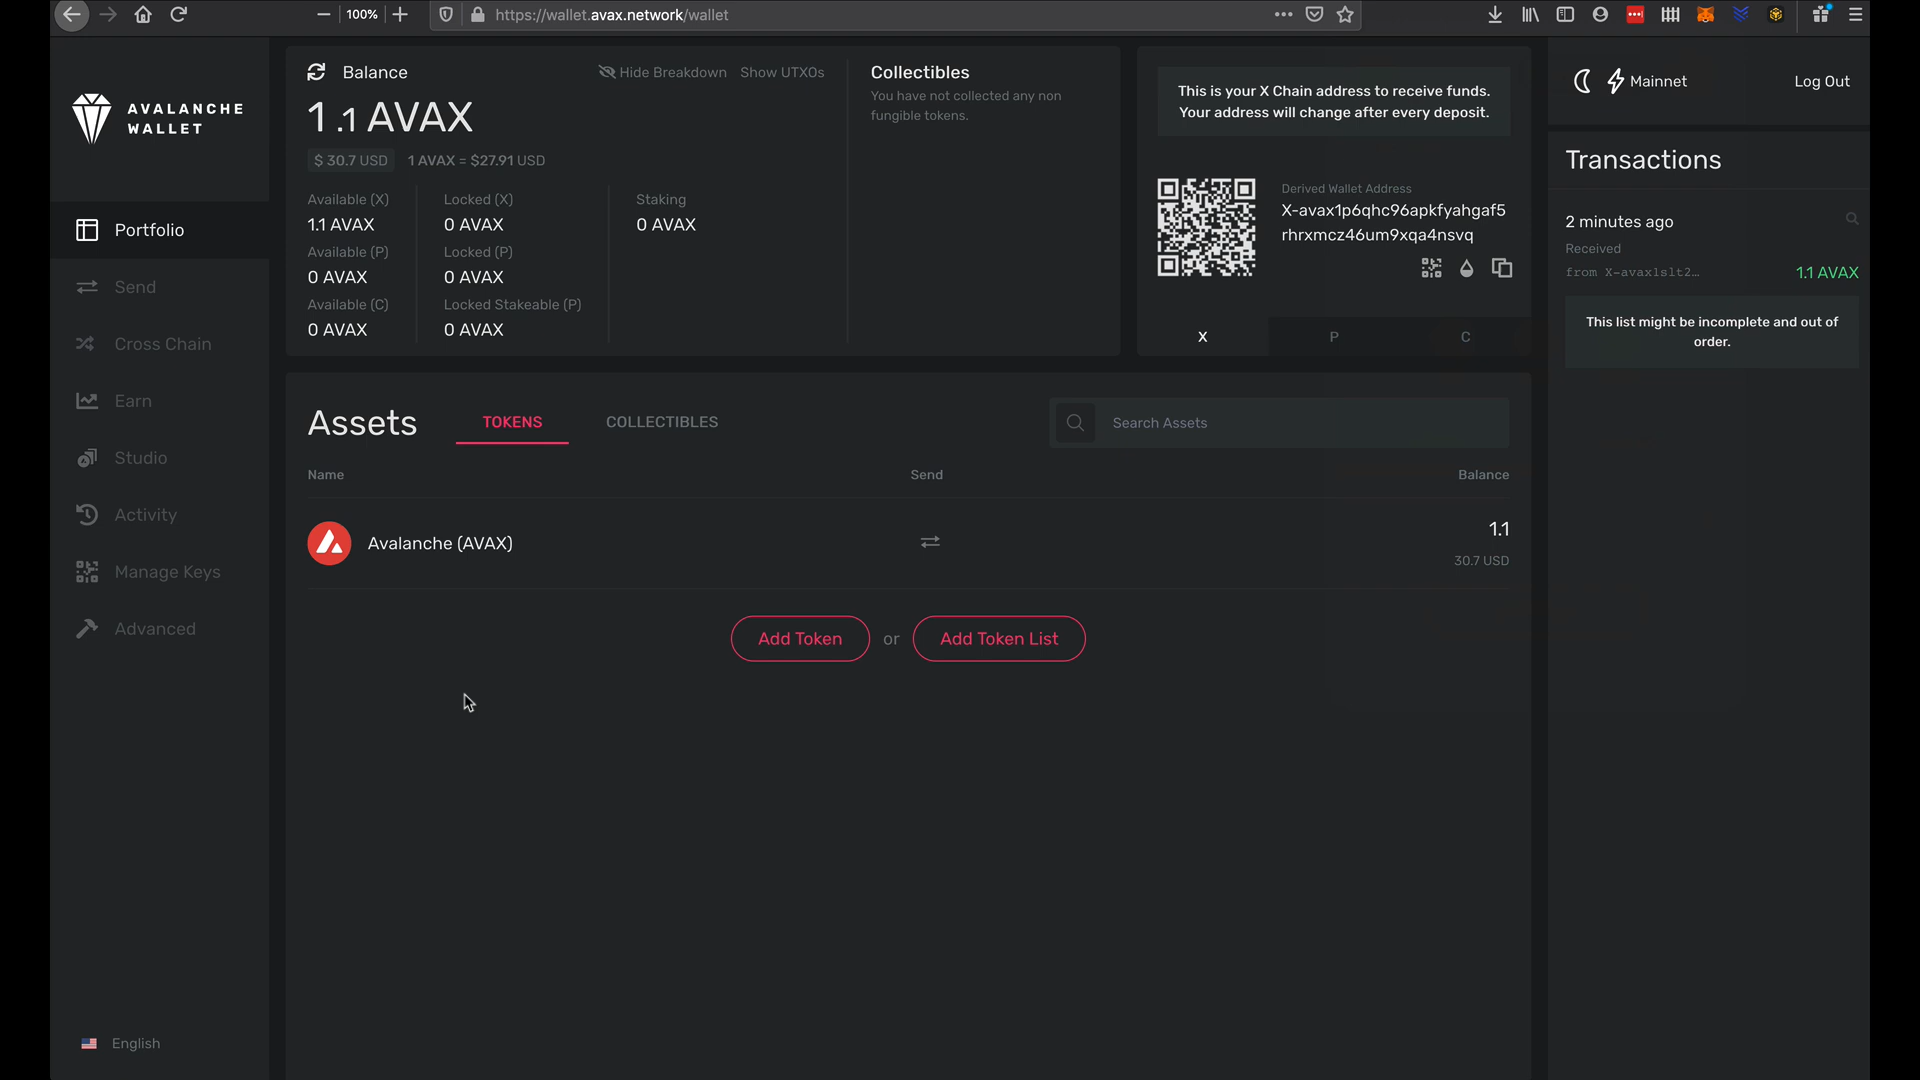 100%
https://wallet.avax.network/wallet
AVALANCHE
WALLET
Portfolio
Send
Cross Chain
Earn
Studio
Activity
Manage Keys
Advanced
English
Balance
Hide Breakdown
Show UTXOs
1.1 AVAX
$ 30.7 USD
1 AVAX = $27.91 USD
Available (X)
1.1 AVAX
Available (P)
0 AVAX
Available (C)
0 AVAX
Locked (X)
0 AVAX
Locked (P)
0 AVAX
Locked Stakeable (P)
0 AVAX
Staking
0 AVAX
Collectibles
You have not collected any non
fungible tokens.
This is your X Chain address to receive funds.
Your address will change after every deposit.
Derived Wallet Address
X-avax1p6qhc96apkfyahgaf5
rhrxmcz46um9xqa4nsvq
X
P
C
Assets
TOKENS
COLLECTIBLES
Search Assets
Name
Send
Balance
Avalanche (AVAX)
1.1
30.7 USD
Add Token
or
Add Token List
Mainnet
Log Out
Transactions
2 minutes ago
Received
from X-avax1slt2…
1.1 AVAX
This list might be incomplete and out of
order.